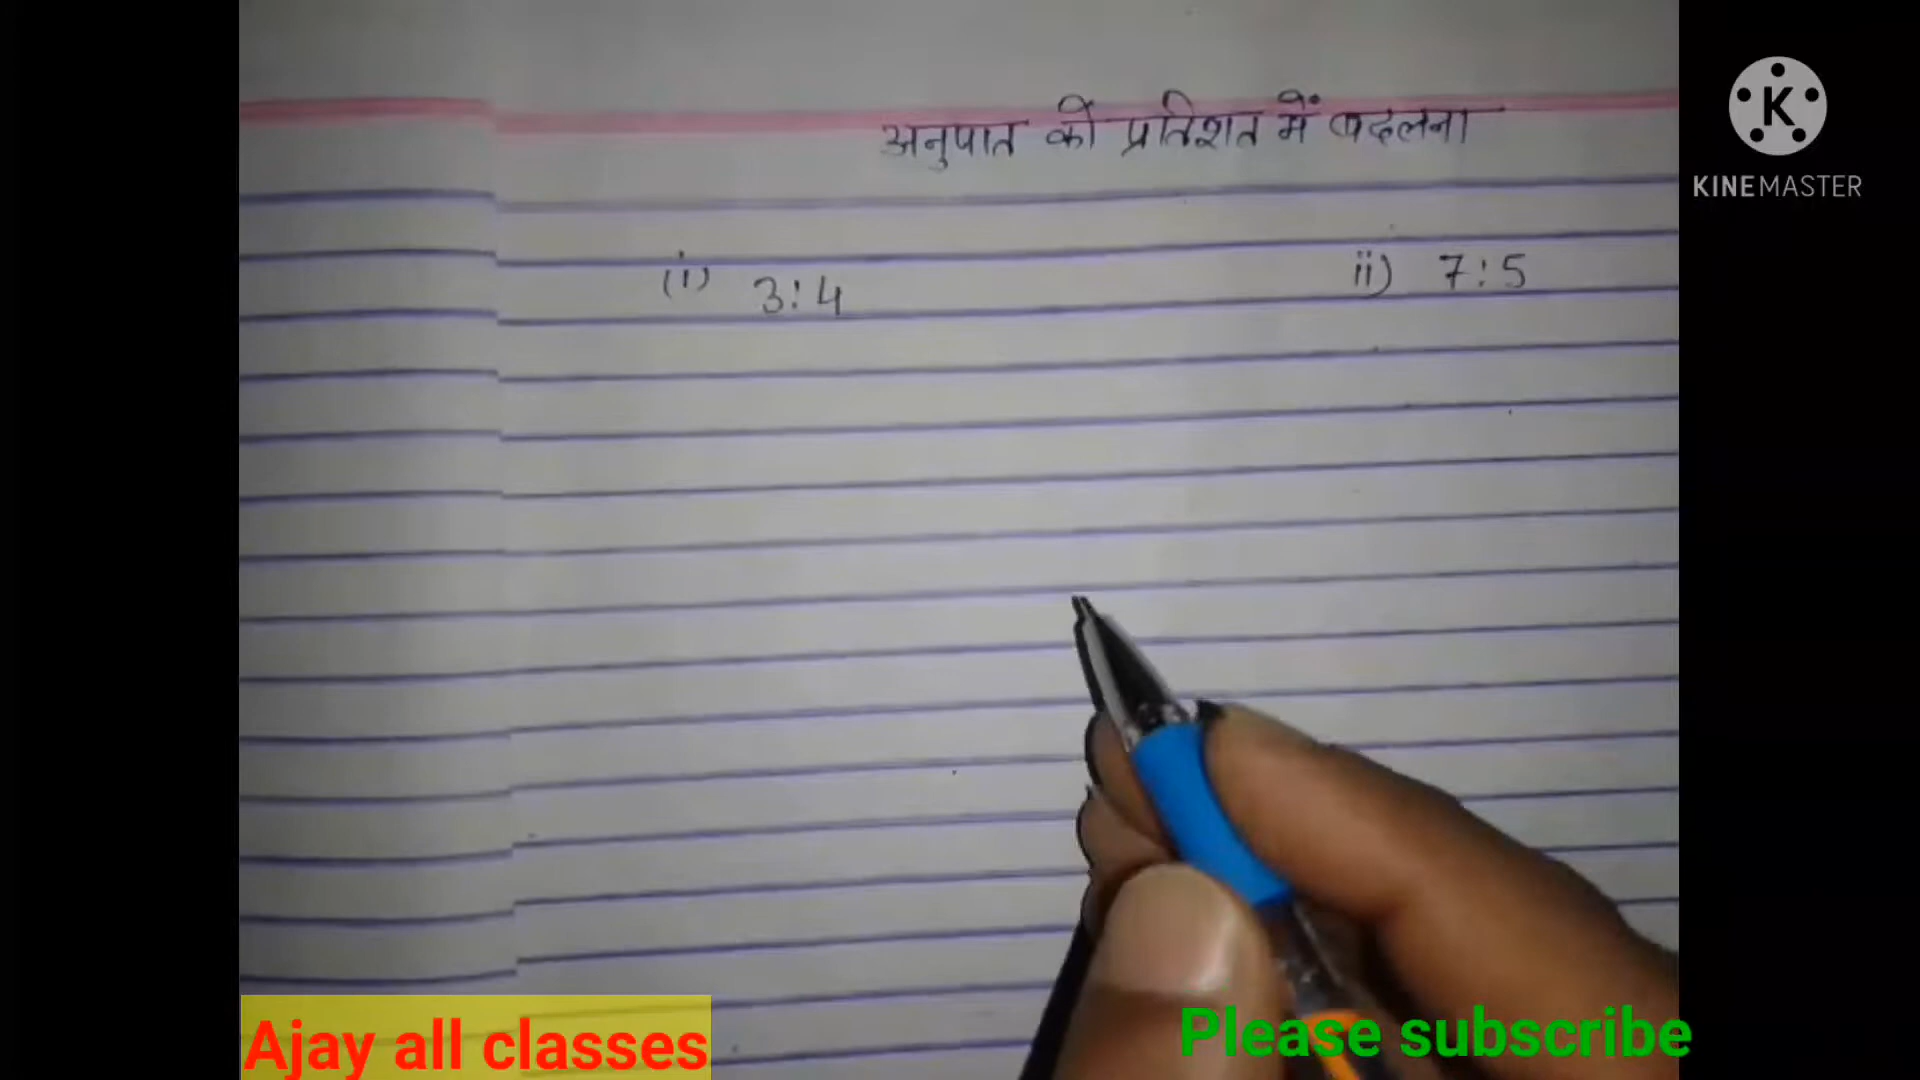 अनुपात को प्रतिशत में बदलना
(i) 3:4
ii) 7:5
K
KINEMASTER
Ajay all classes
Please subscribe